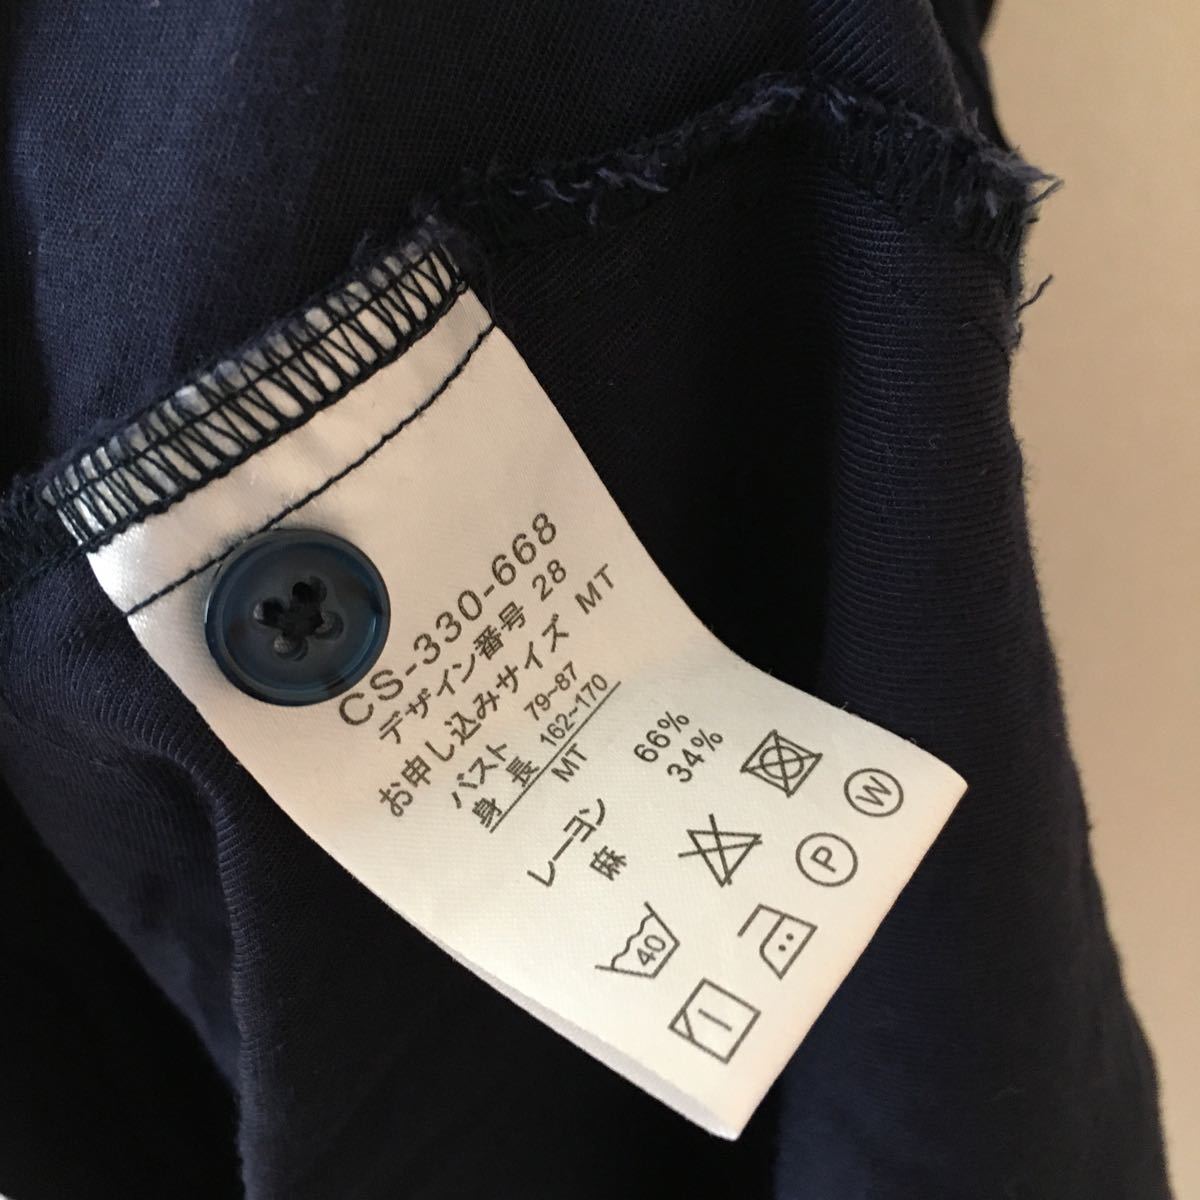 CS-330-668
デザイン番号 28
お申し込みサイズ MT
バスト 79~87
身長 162~170
MT
レーヨン 66%
麻 34%
40
P
W